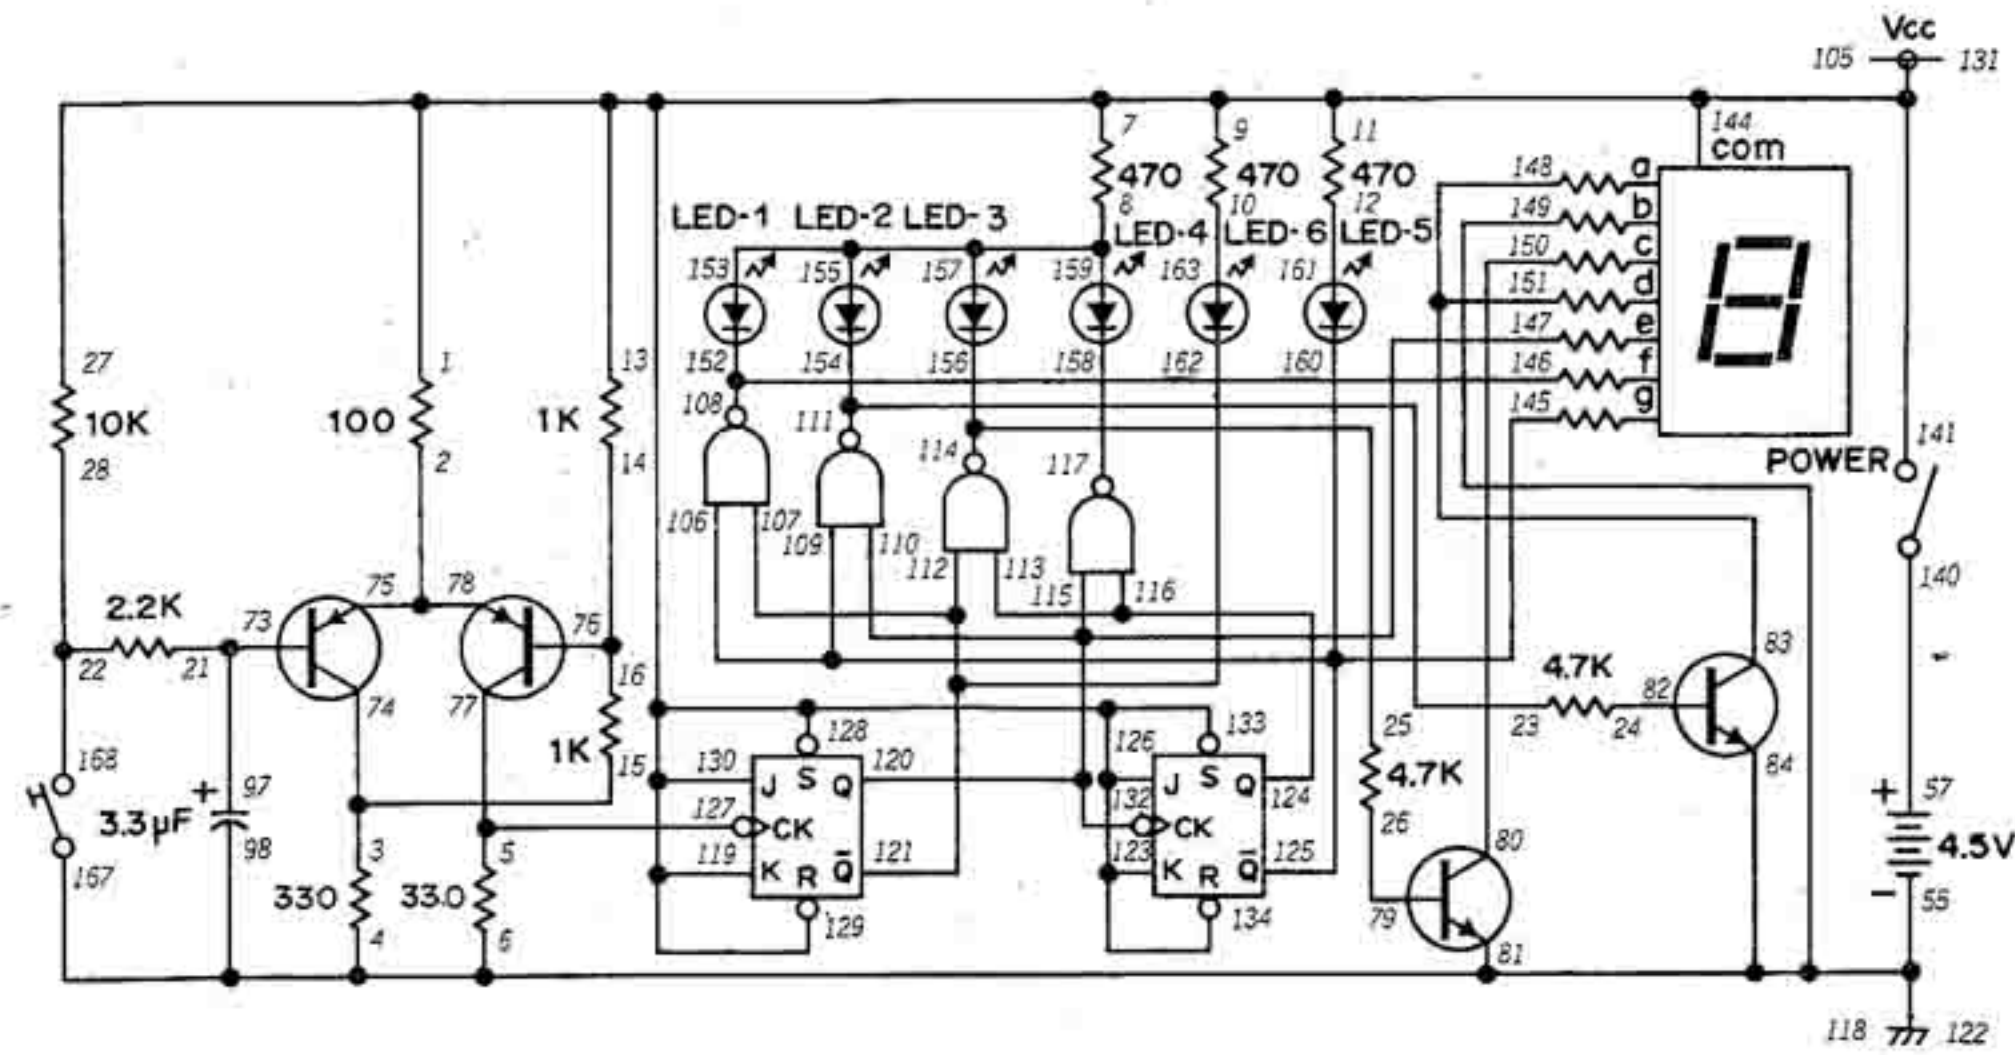 Vcc
105 131
144
com
7 9 11
470 470 470
8 10 12
148 a
149 b
150 c
151 d
147 e
146 f
145 g
LED-1 LED-2 LED-3 LED-4 LED-6 LED-5
153 155 157 159 163 161
152 154 156 158 162 160
27 1 13
10K 100 1K
28 2 14
108 111 114 117
106 107 109 110 112 113 115 116
POWER 141
140
2.2K 75 78
73 76
22 21 16
74 77
4.7K 83
82
23 24
84
1K 15
128 133
126
130 J S Q 120
J S Q 124
127 CK
132 CK
119 K R Q̅ 121
123 K R Q̅ 125
129 134
25
4.7K
26
80
79
81
168
167
+ 97
3.3μF
98
3 5
330 330
4 6
+ 57
4.5V
- 55
118 122